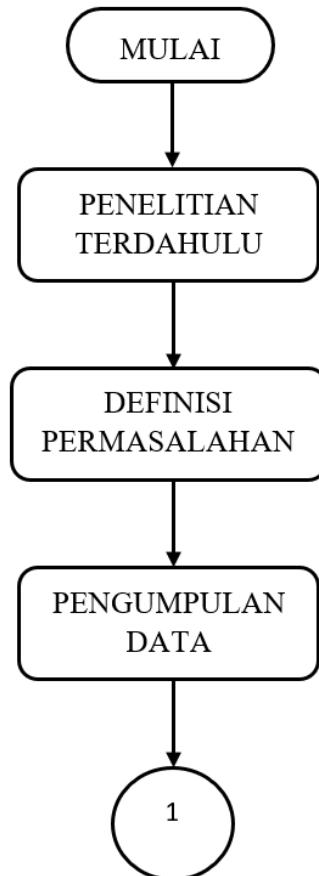 MULAI
PENELITIAN
TERDAHULU
DEFINISI
PERMASALAHAN
PENGUMPULAN
DATA
1